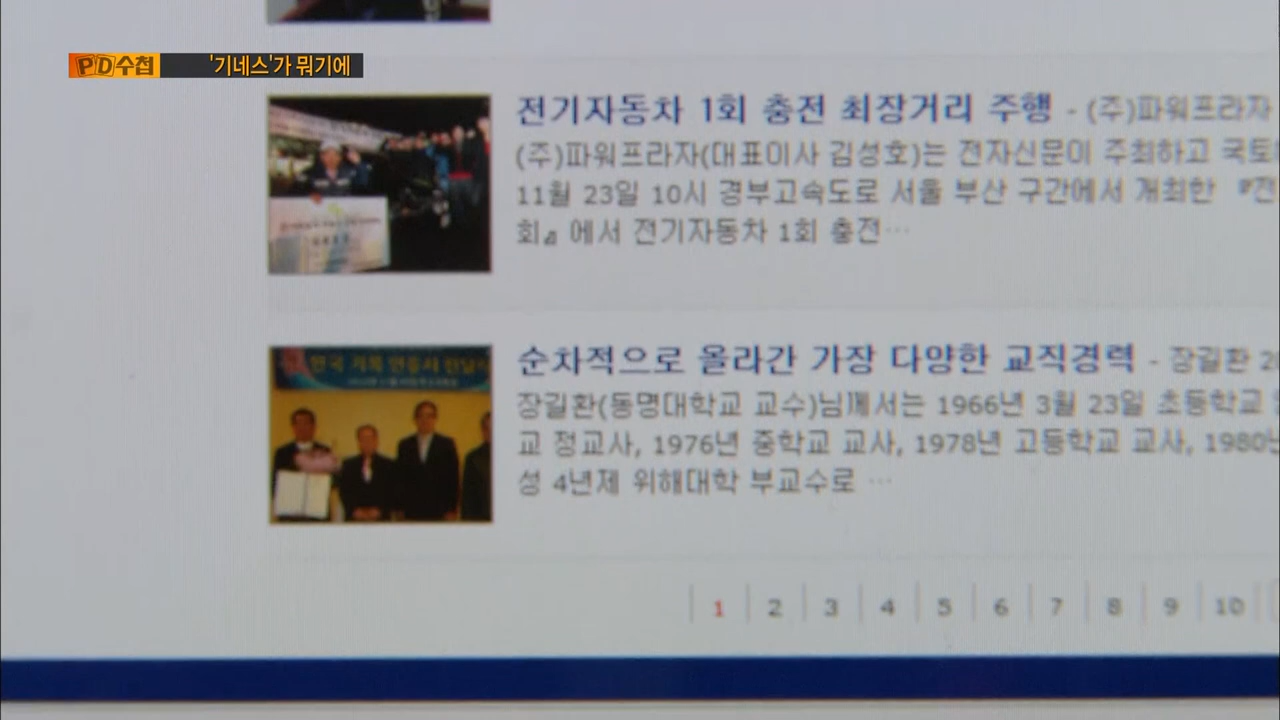 PD수첩 '기네스'가 뭐기에
전기자동차 1회 충전 최장거리 주행 - (주)파워프라자
(주)파워프라자(대표이사 김성호)는 전자신문이 주최하고
11월 23일 10시 경부고속도로 서울 부산 구간에서 개최한 『전
회』에서 전기자동차 1회 충전…
순차적으로 올라간 가장 다양한 교직경력 - 장길환
장길환(동명대학교 교수)님께서는 1966년 3월 23일 초등학교
교 정교사, 1976년 중학교 교사, 1978년 고등학교 교사, 1980년
성 4년제 위해대학 부교수로 …
1 2 3 4 5 6 7 8 9 10